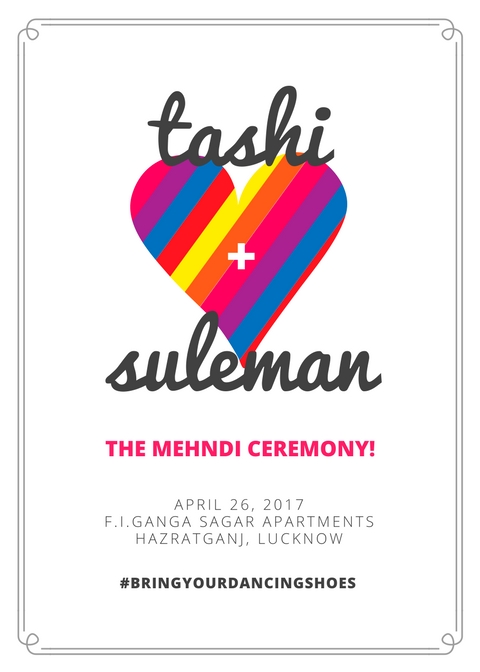 tashi
+
suleman
THE MEHNDI CEREMONY!
APRIL 26, 2017
F.I.GANGA SAGAR APARTMENTS
HAZRATGANJ, LUCKNOW
#BRINGYOURDANCINGSHOES